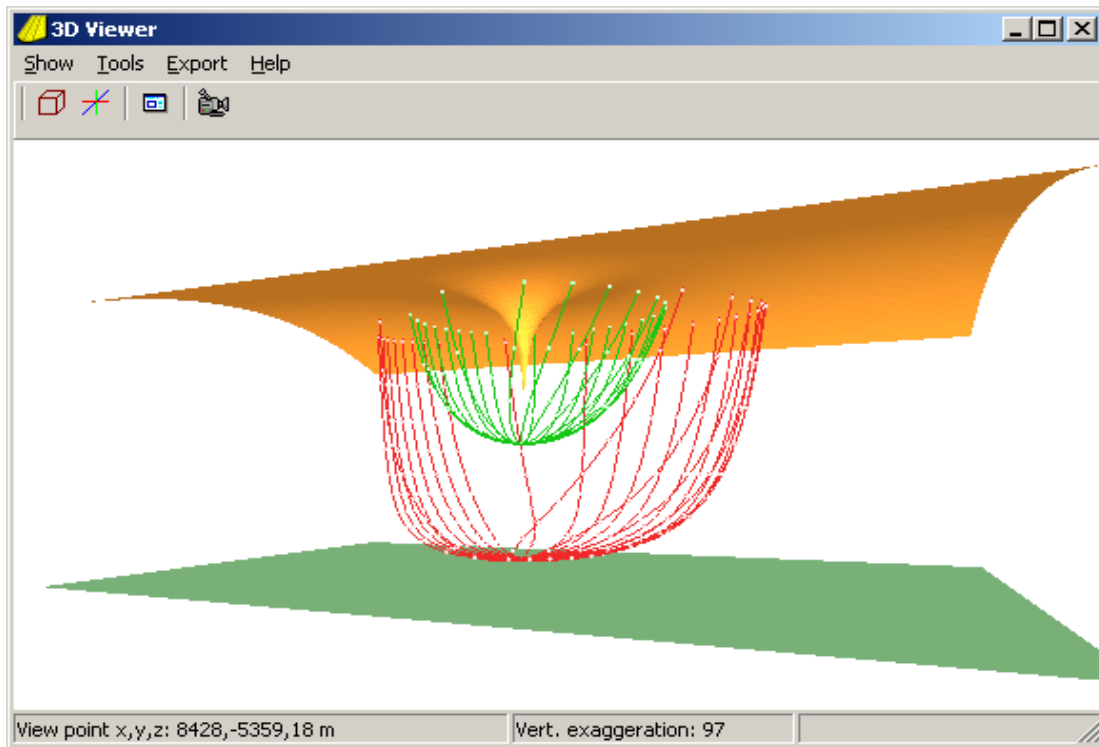 3D Viewer
Show Tools Export Help
View point x,y,z: 8428,-5359,18 m Vert. exaggeration: 97